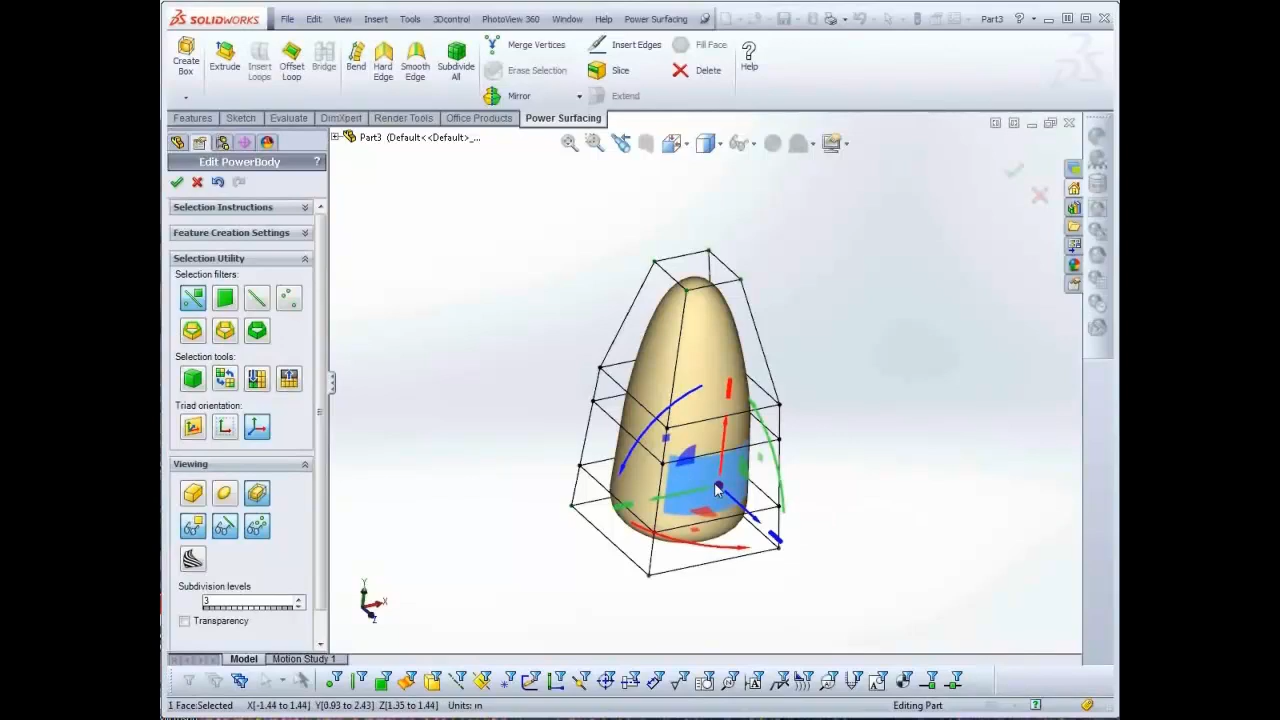 SOLIDWORKS File Edit View Insert Tools 3Dcontrol PhotoView 360 Window Help Power Surfacing Part3 ?
Create Box Extrude Insert Loops Offset Loop Bridge Bend Hard Edge Smooth Edge Subdivide All Merge Vertices Insert Edges Fill Face Help
Erase Selection Slice Delete
Mirror Extend
Features Sketch Evaluate DimXpert Render Tools Office Products Power Surfacing
Part3 (Default<<Default>_...
Edit PowerBody ?
Selection Instructions
Feature Creation Settings
Selection Utility
Selection filters:
Selection tools:
Triad orientation:
Viewing
Subdivision levels
3
Transparency
Y
X
Z
Model Motion Study 1
1 Face:Selected X[-1.44 to 1.44] Y[0.93 to 2.43] Z[1.35 to 1.44] Units: in Editing Part ?